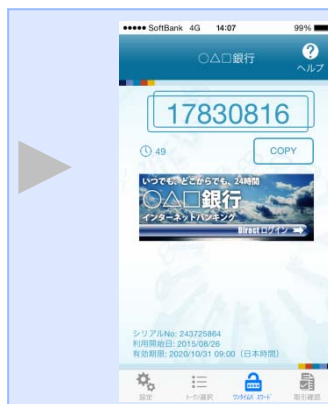 SoftBank 4G 14:07 99%
○△□銀行
?
ヘルプ
17830816
49
COPY
いつでも、どこからでも、24時間
○△□銀行
インターネットバンキング
Directログイン
シリアルNo: 243725864
利用開始日: 2015/08/26
有効期限: 2020/10/31 09:00（日本時間）
設定 トークン選択 ワンタイムパスワード 取引確認